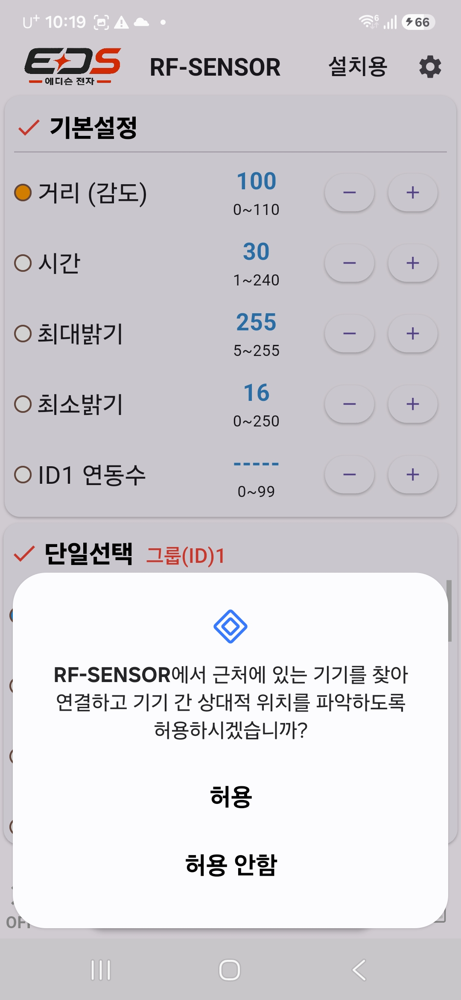 U+ 10:19 6 66
EDS
에디슨 전자
RF-SENSOR 설치용
기본설정
거리 (감도) 100 - +
0~110
시간 30 - +
1~240
최대밝기 255 - +
5~255
최소밝기 16 - +
0~250
ID1 연동수 ----- - +
0~99
단일선택 그룹(ID)1
RF-SENSOR에서 근처에 있는 기기를 찾아
연결하고 기기 간 상대적 위치를 파악하도록
허용하시겠습니까?
허용
허용 안함